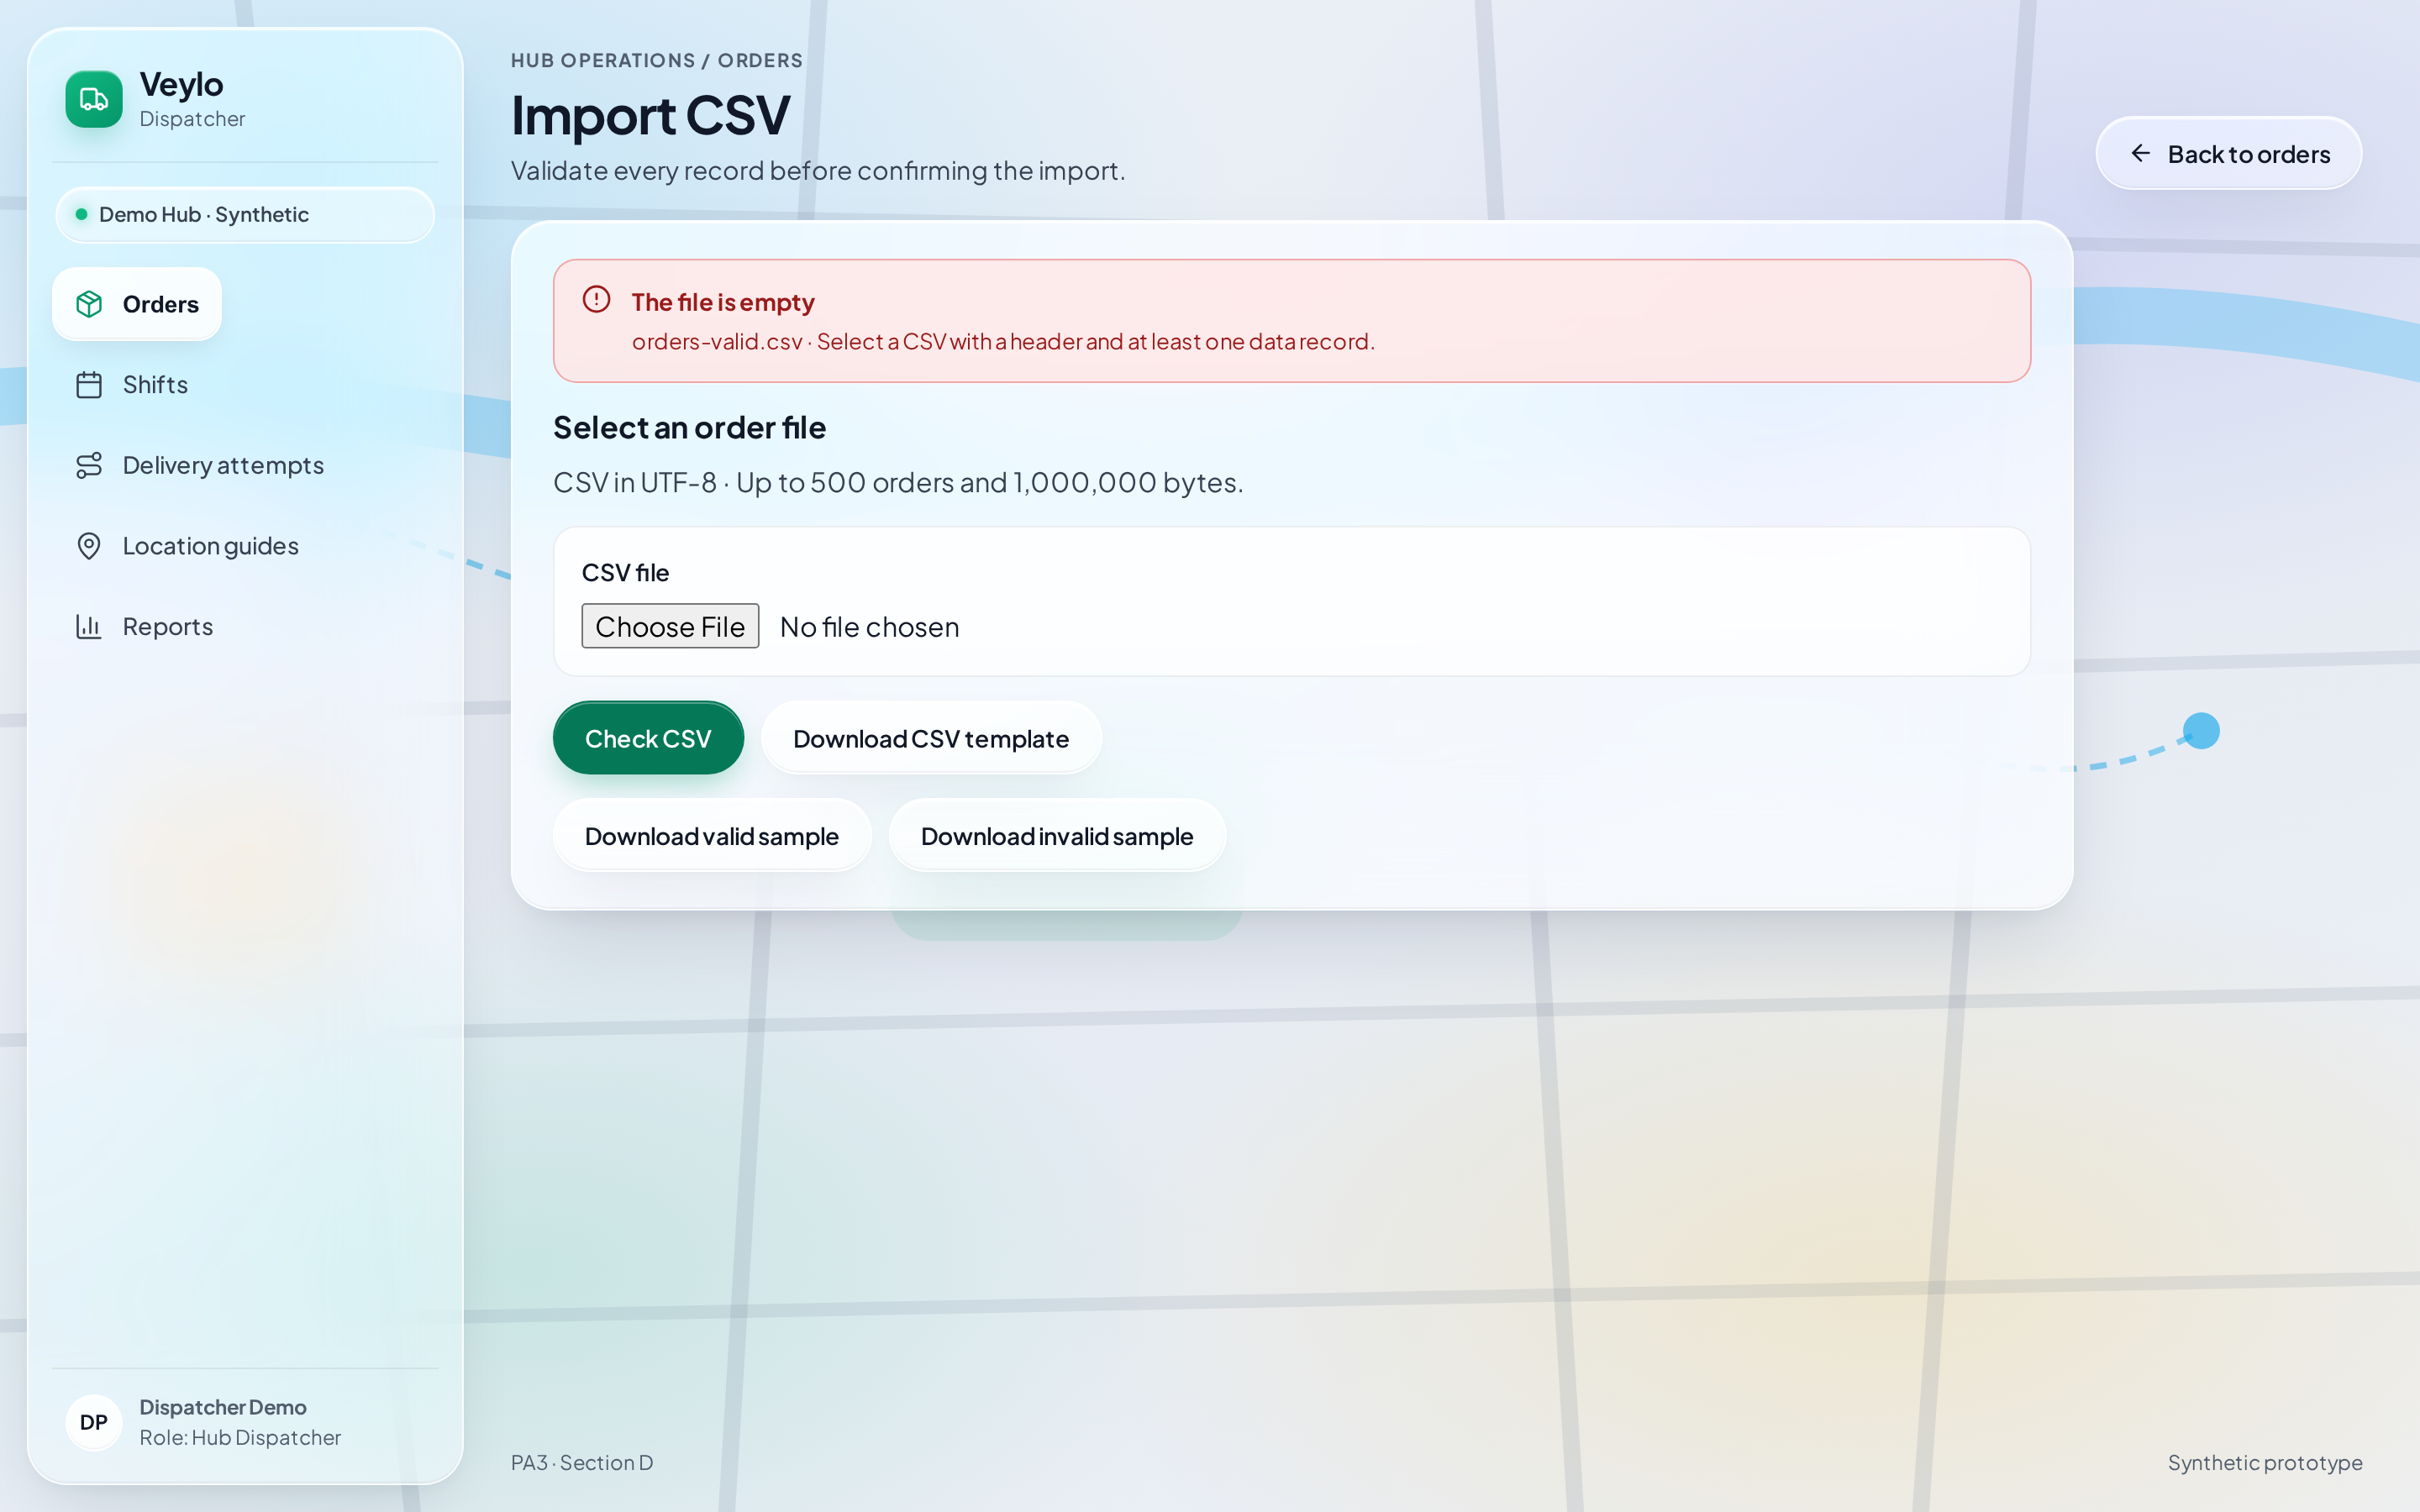 Veylo
Dispatcher
Demo Hub · Synthetic
Orders
Shifts
Delivery attempts
Location guides
Reports
DP
Dispatcher Demo
Role: Hub Dispatcher
HUB OPERATIONS / ORDERS
Import CSV
Validate every record before confirming the import.
Back to orders
The file is empty
orders-valid.csv · Select a CSV with a header and at least one data record.
Select an order file
CSV in UTF-8 · Up to 500 orders and 1,000,000 bytes.
CSV file
Choose File No file chosen
Check CSV
Download CSV template
Download valid sample
Download invalid sample
PA3 · Section D
Synthetic prototype